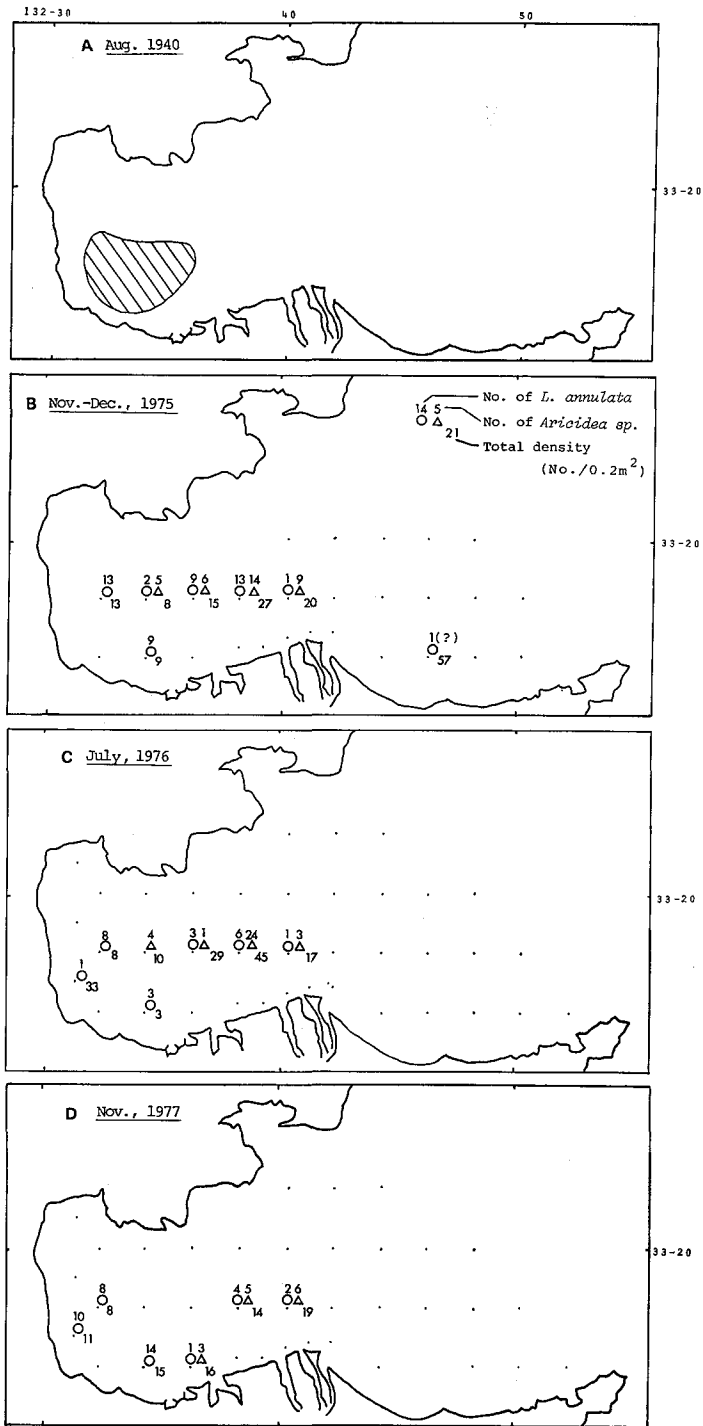 132-30 40 50
A Aug. 1940
33-20
B Nov.-Dec., 1975
No. of L. annulata
14 5
No. of Aricidea sp.
21
Total density
(No./0.2m²)
33-20
13 2 5 9 6 13 14 1 9
13 8 15 27 20
9
9
1(?)
57
C July, 1976
33-20
8 4 3 1 6 24 1 3
8 10 29 45 17
1
33
3
3
D Nov., 1977
33-20
8 4 5 2 6
8 14 19
10
11
14 1 3
15 16